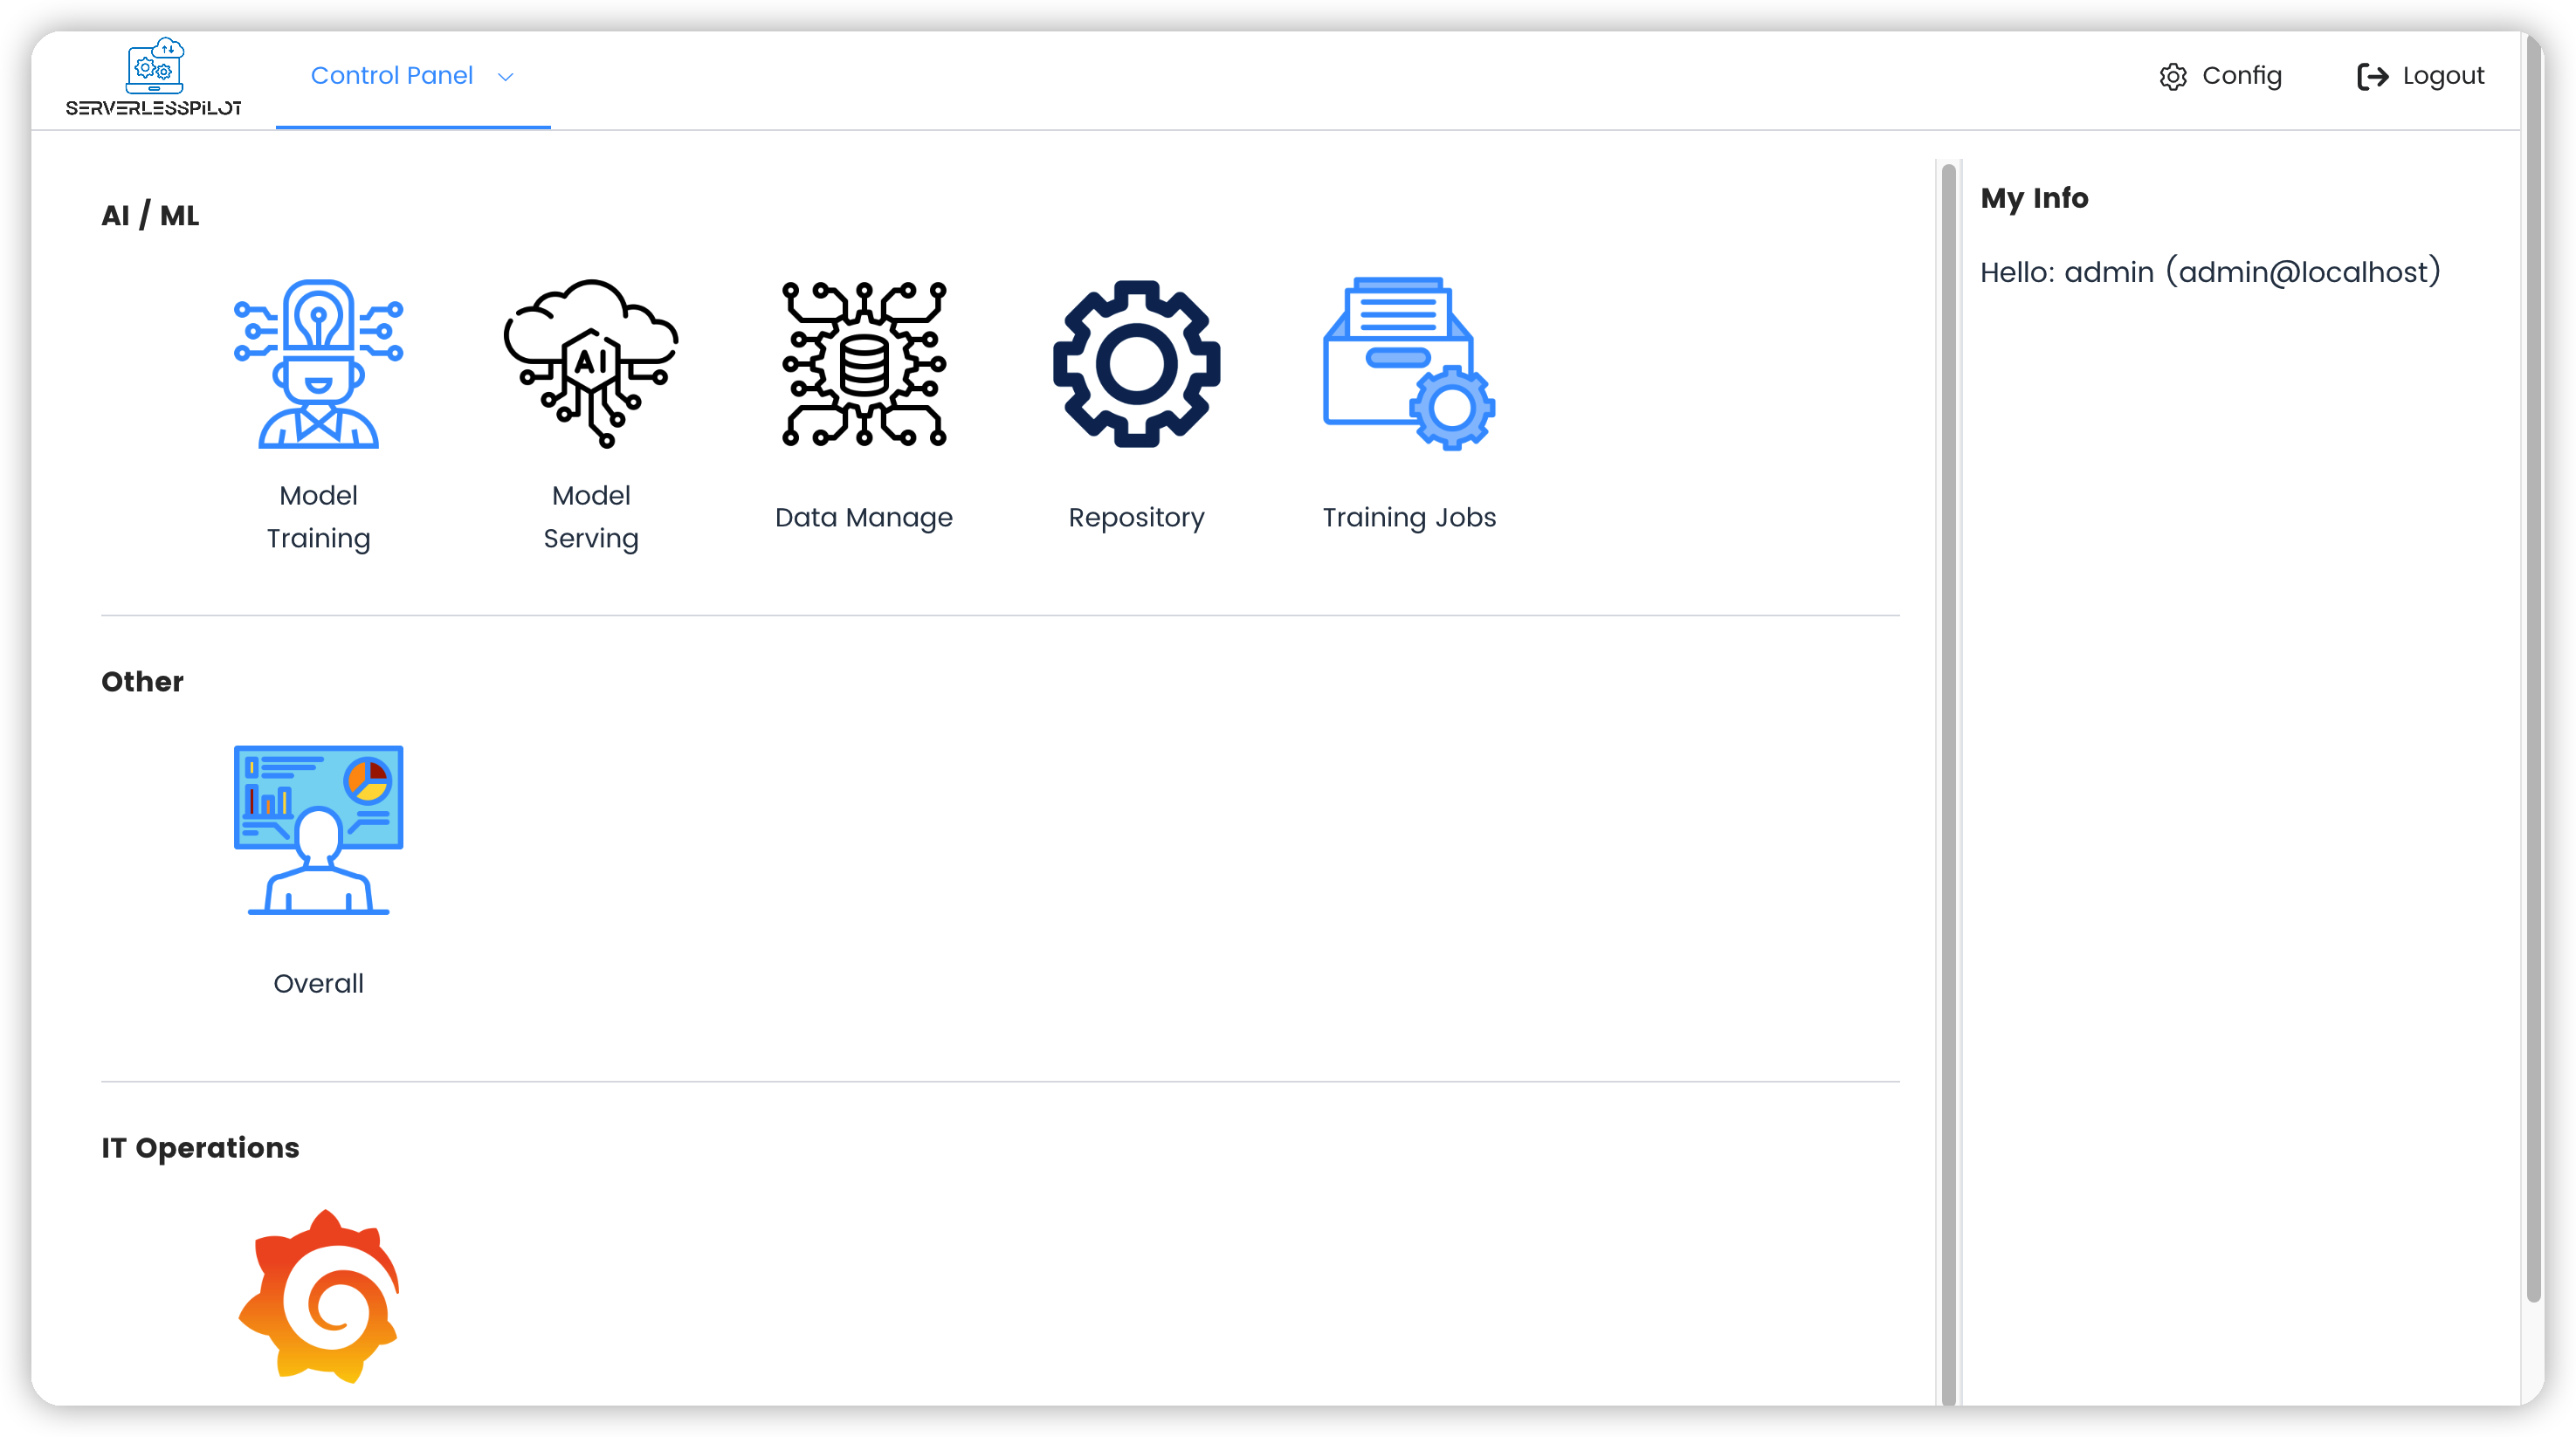 SERVERLESSPILOT
Control Panel
Config
Logout
AI / ML
AI
Model
Training
Model
Serving
Data Manage
Repository
Training Jobs
Other
Overall
IT Operations
My Info
Hello: admin (admin@localhost)